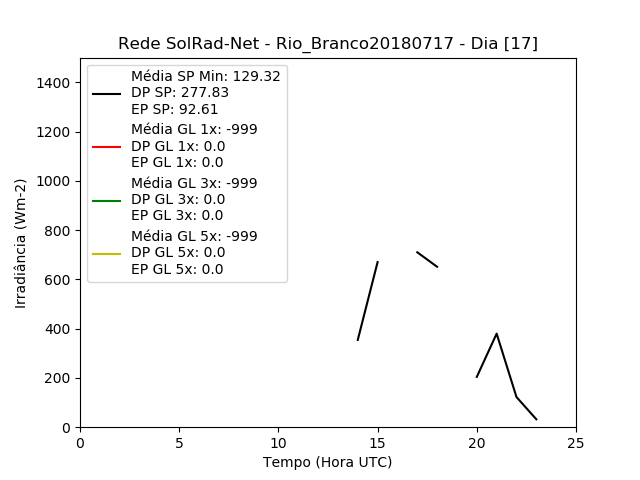 Rede SolRad-Net - Rio_Branco20180717 - Dia [17]
Média SP Min: 129.32
DP SP: 277.83
EP SP: 92.61
Média GL 1x: -999
DP GL 1x: 0.0
EP GL 1x: 0.0
Média GL 3x: -999
DP GL 3x: 0.0
EP GL 3x: 0.0
Média GL 5x: -999
DP GL 5x: 0.0
EP GL 5x: 0.0
Irradiância (Wm-2)
1400
1200
1000
800
600
400
200
0
0 5 10 15 20 25
Tempo (Hora UTC)